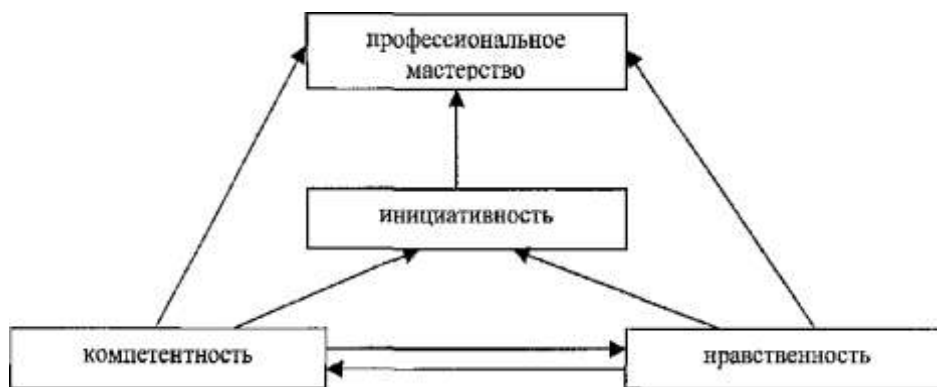 профессиональное
мастерство
инициативность
компетентность
нравственность